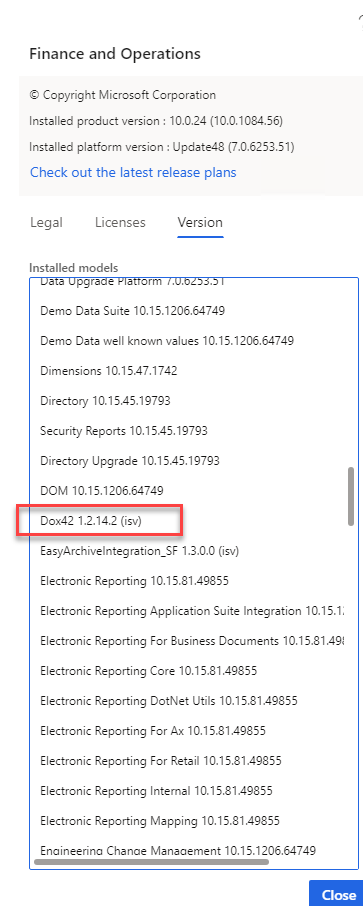 Finance and Operations
© Copyright Microsoft Corporation
Installed product version : 10.0.24 (10.0.1084.56)
Installed platform version : Update48 (7.0.6253.51)
Check out the latest release plans
Legal Licenses Version
Installed models
Data Upgrade Platform 7.0.6253.51
Demo Data Suite 10.15.1206.64749
Demo Data well known values 10.15.1206.64749
Dimensions 10.15.47.1742
Directory 10.15.45.19793
Security Reports 10.15.45.19793
Directory Upgrade 10.15.45.19793
DOM 10.15.1206.64749
Dox42 1.2.14.2 (isv)
EasyArchiveIntegration_SF 1.3.0.0 (isv)
Electronic Reporting 10.15.81.49855
Electronic Reporting Application Suite Integration 10.15.1
Electronic Reporting For Business Documents 10.15.81.498
Electronic Reporting Core 10.15.81.49855
Electronic Reporting DotNet Utils 10.15.81.49855
Electronic Reporting For Ax 10.15.81.49855
Electronic Reporting For Retail 10.15.81.49855
Electronic Reporting Internal 10.15.81.49855
Electronic Reporting Mapping 10.15.81.49855
Engineering Change Management 10.15.1206.64749
Close